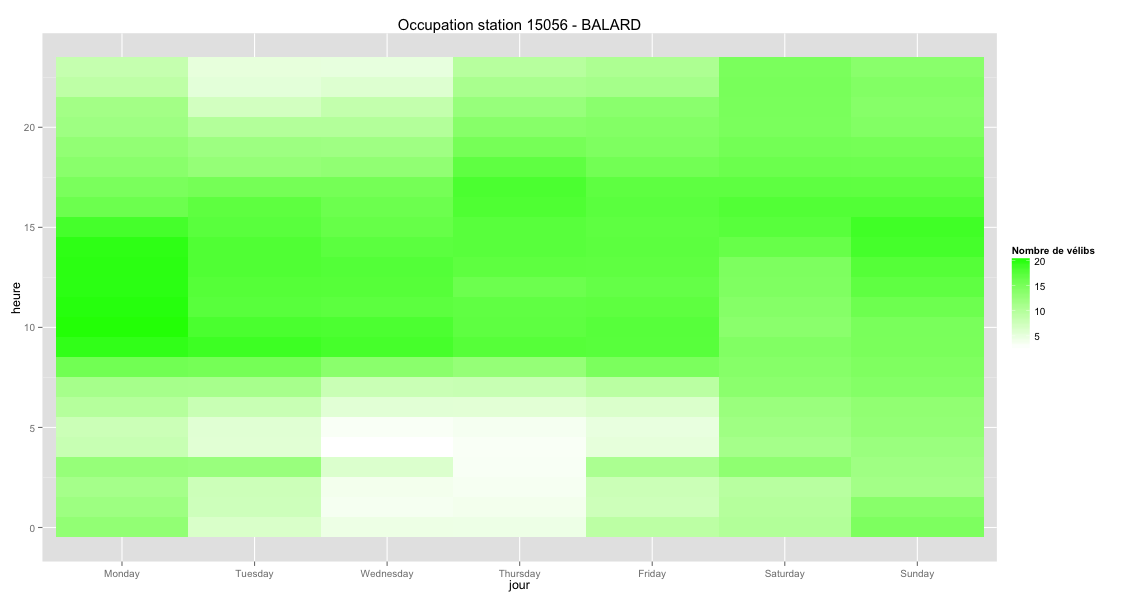 Occupation station 15056 - BALARD
20
15
10
5
0
heure
Monday Tuesday Wednesday Thursday Friday Saturday Sunday
jour
Nombre de vélibs
20
15
10
5